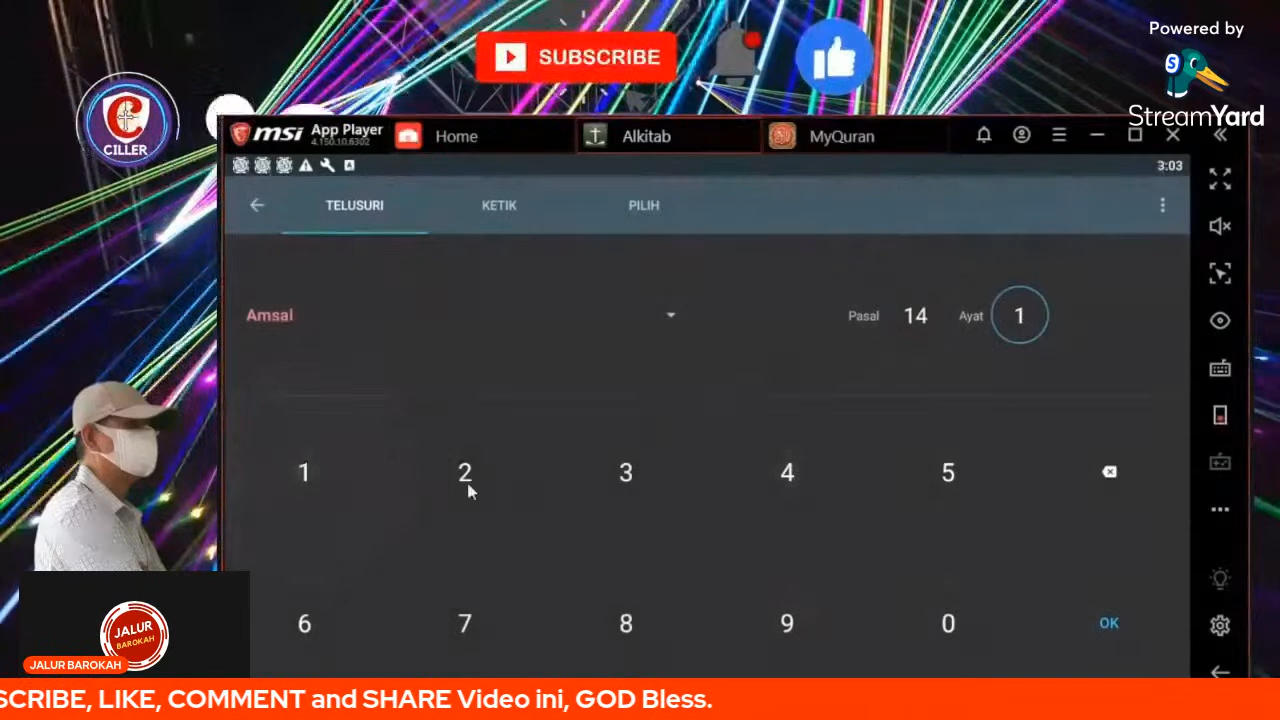 Powered by
StreamYard
SUBSCRIBE
C
CILLER
msi App Player
4.150.10.6302
Home
Alkitab
MyQuran
3:03
TELUSURI
KETIK
PILIH
Amsal
Pasal 14 Ayat 1
1 2 3 4 5
6 7 8 9 0 OK
JALUR
BAROKAH
JALUR BAROKAH
SCRIBE, LIKE, COMMENT and SHARE Video ini, GOD Bless.